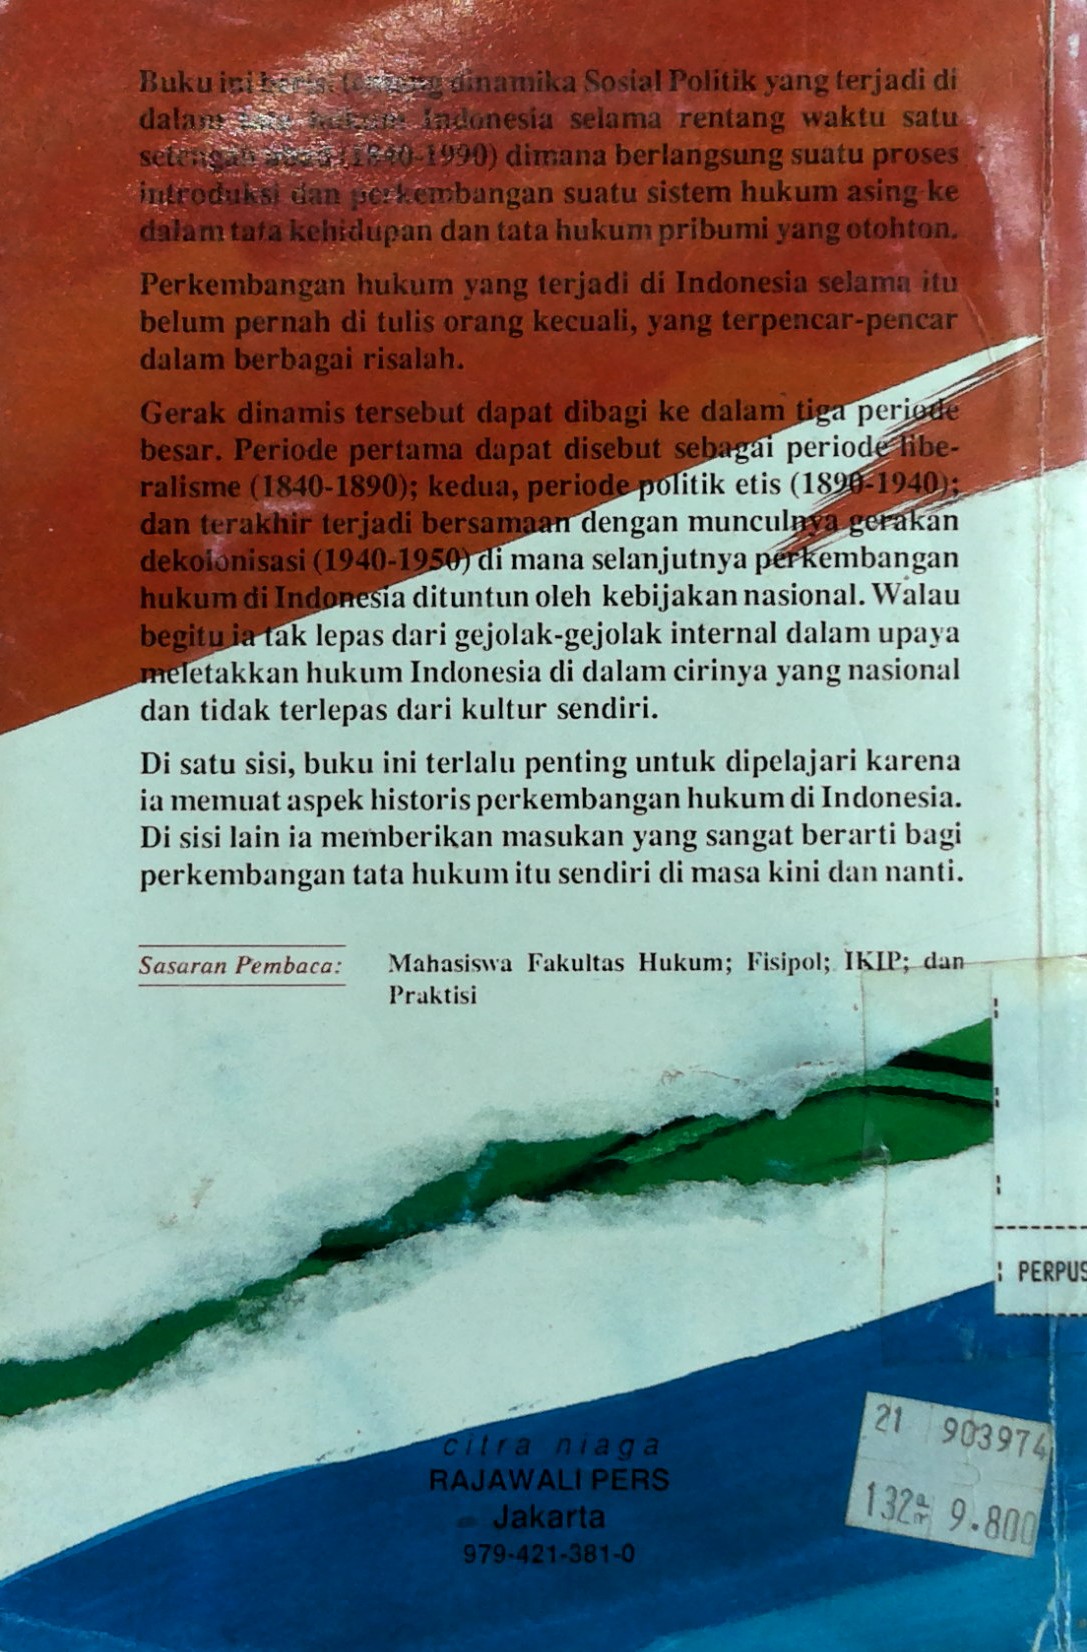 Buku ini berisi tentang dinamika Sosial Politik yang terjadi di
dalam tata hukum Indonesia selama rentang waktu satu
setengah abad (1840-1990) dimana berlangsung suatu proses
introduksi dan perkembangan suatu sistem hukum asing ke
dalam tata kehidupan dan tata hukum pribumi yang otohton.
Perkembangan hukum yang terjadi di Indonesia selama itu
belum pernah di tulis orang kecuali, yang terpencar-pencar
dalam berbagai risalah.
Gerak dinamis tersebut dapat dibagi ke dalam tiga periode
besar. Periode pertama dapat disebut sebagai periode libe-
ralisme (1840-1890); kedua, periode politik etis (1890-1940);
dan terakhir terjadi bersamaan dengan munculnya gerakan
dekolonisasi (1940-1950) di mana selanjutnya perkembangan
hukum di Indonesia dituntun oleh kebijakan nasional. Walau
begitu ia tak lepas dari gejolak-gejolak internal dalam upaya
meletakkan hukum Indonesia di dalam cirinya yang nasional
dan tidak terlepas dari kultur sendiri.
Di satu sisi, buku ini terlalu penting untuk dipelajari karena
ia memuat aspek historis perkembangan hukum di Indonesia.
Di sisi lain ia memberikan masukan yang sangat berarti bagi
perkembangan tata hukum itu sendiri di masa kini dan nanti.
Sasaran Pembaca: Mahasiswa Fakultas Hukum; Fisipol; IKIP; dan
Praktisi
PERPUS
citra niaga
RAJAWALI PERS
Jakarta
979-421-381-0
21 903974
132 9.800